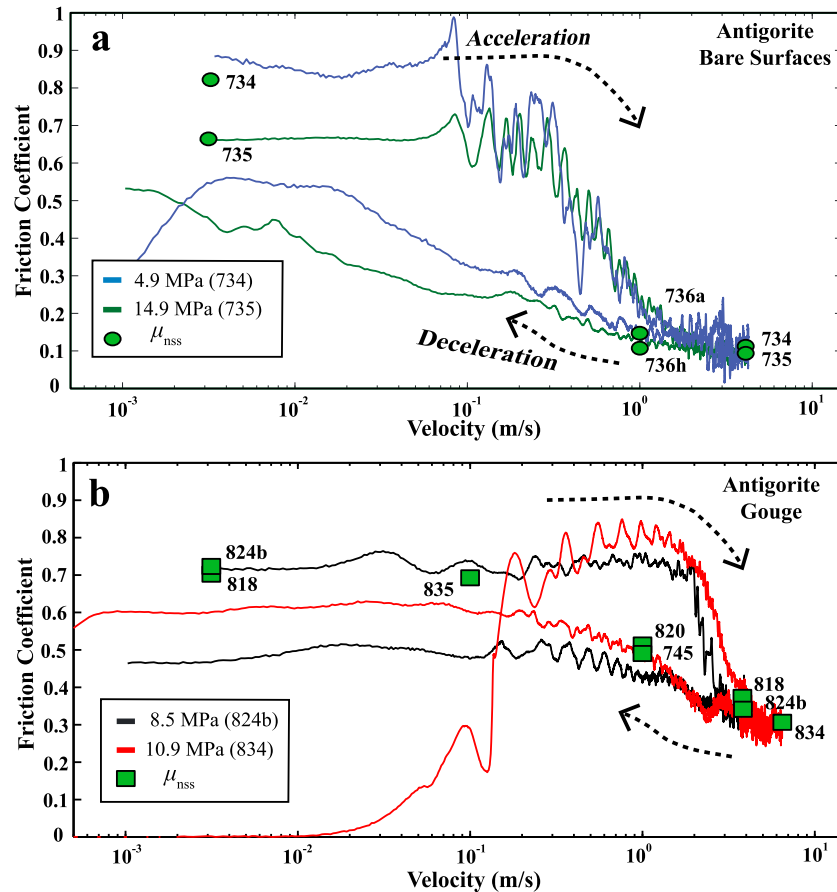 a
Acceleration
Antigorite
Bare Surfaces
1
0.9
0.8
0.7
0.6
0.5
0.4
0.3
0.2
0.1
0
Friction Coefficient
734
735
4.9 MPa (734)
14.9 MPa (735)
μnss
736a
736h
734
735
Deceleration
10-3
10-2
10-1
100
101
Velocity (m/s)
b
Antigorite
Gouge
1
0.9
0.8
0.7
0.6
0.5
0.4
0.3
0.2
0.1
0
Friction Coefficient
824b
818
835
820
745
818
824b
834
8.5 MPa (824b)
10.9 MPa (834)
μnss
10-3
10-2
10-1
100
101
Velocity (m/s)